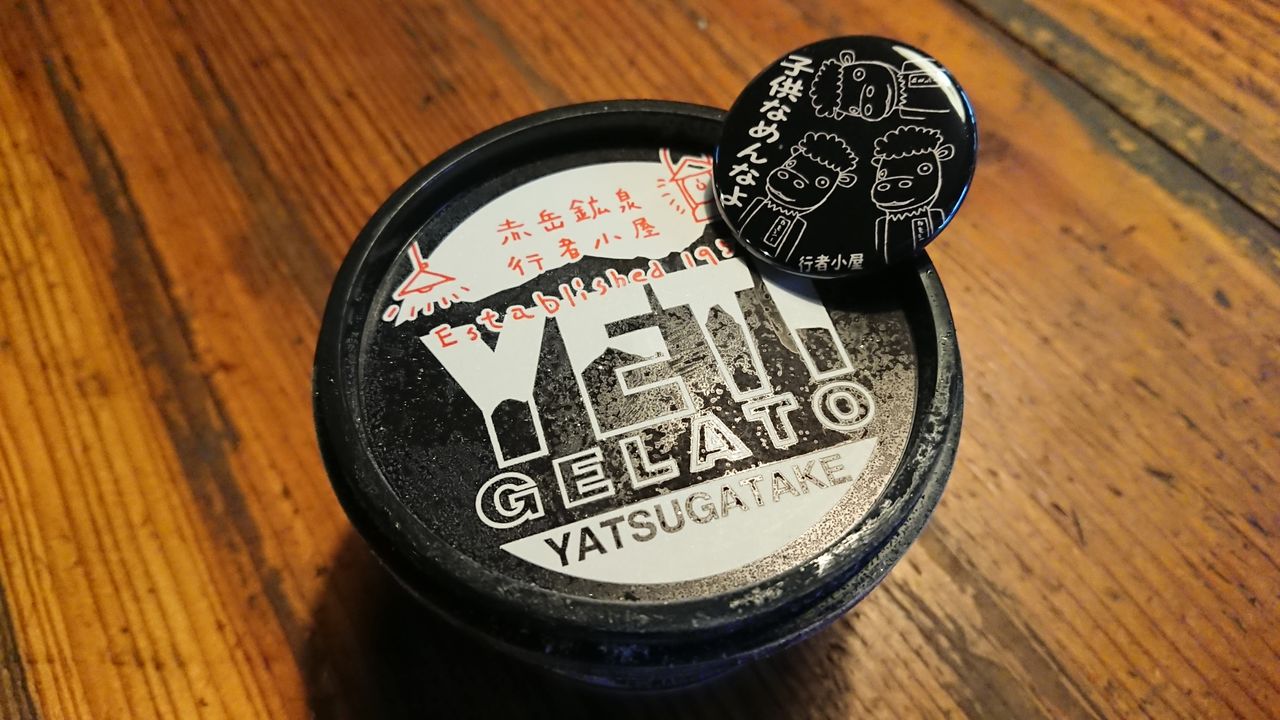 赤岳鉱泉
行者小屋
Established
YETI
GELATO
YATSUGATAKE
子供なめんなよ
行者小屋